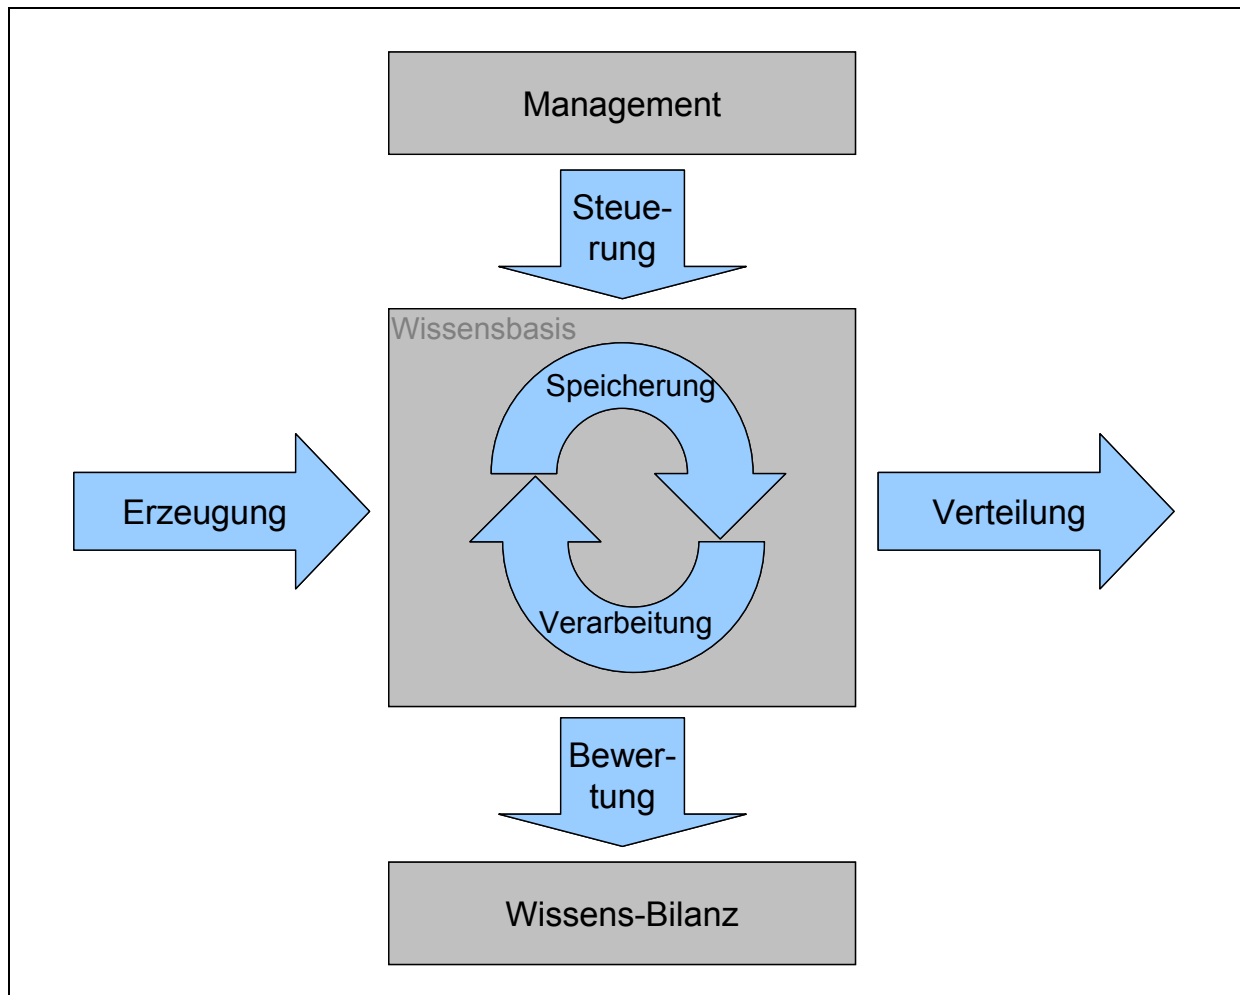 Management
Steue-
rung
Wissensbasis
Speicherung
Erzeugung
Verteilung
Verarbeitung
Bewer-
tung
Wissens-Bilanz